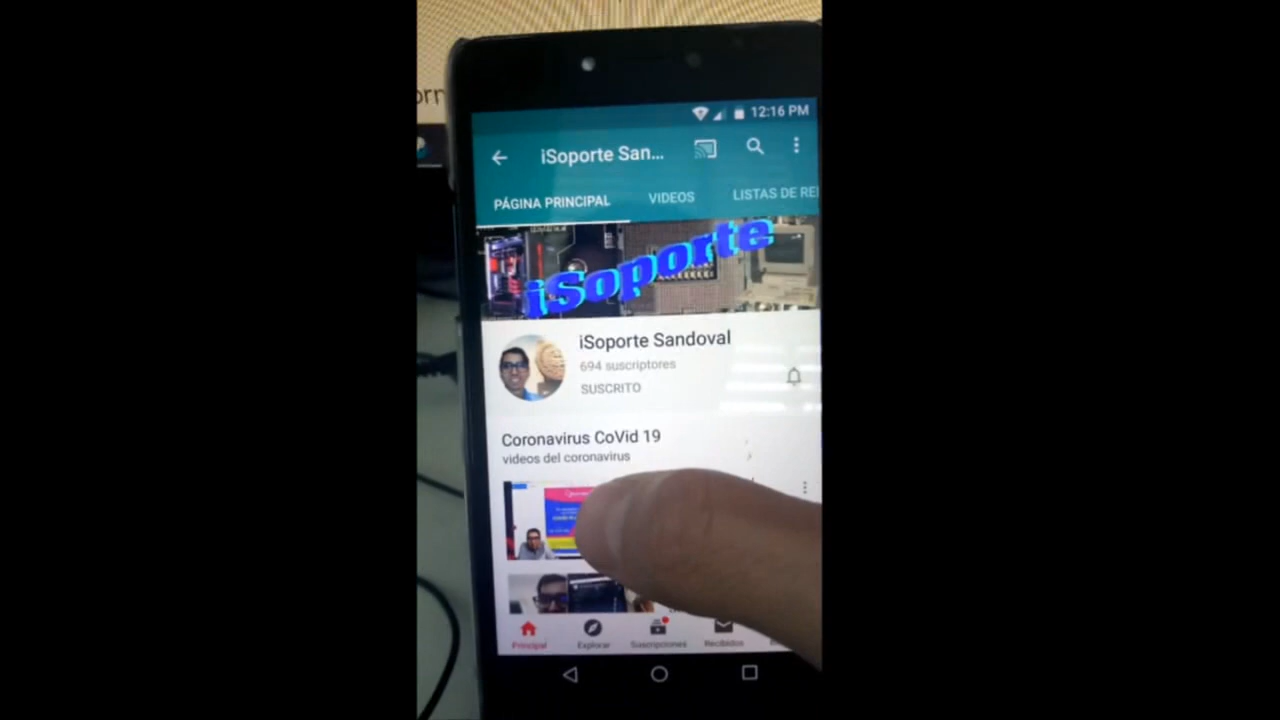 12:16 PM
iSoporte San...
PÁGINA PRINCIPAL VIDEOS LISTAS DE RE
iSoporte
iSoporte Sandoval
694 suscriptores
SUSCRITO
Coronavirus CoVid 19
videos del coronavirus
Principal Explorar Suscripciones Recibidos